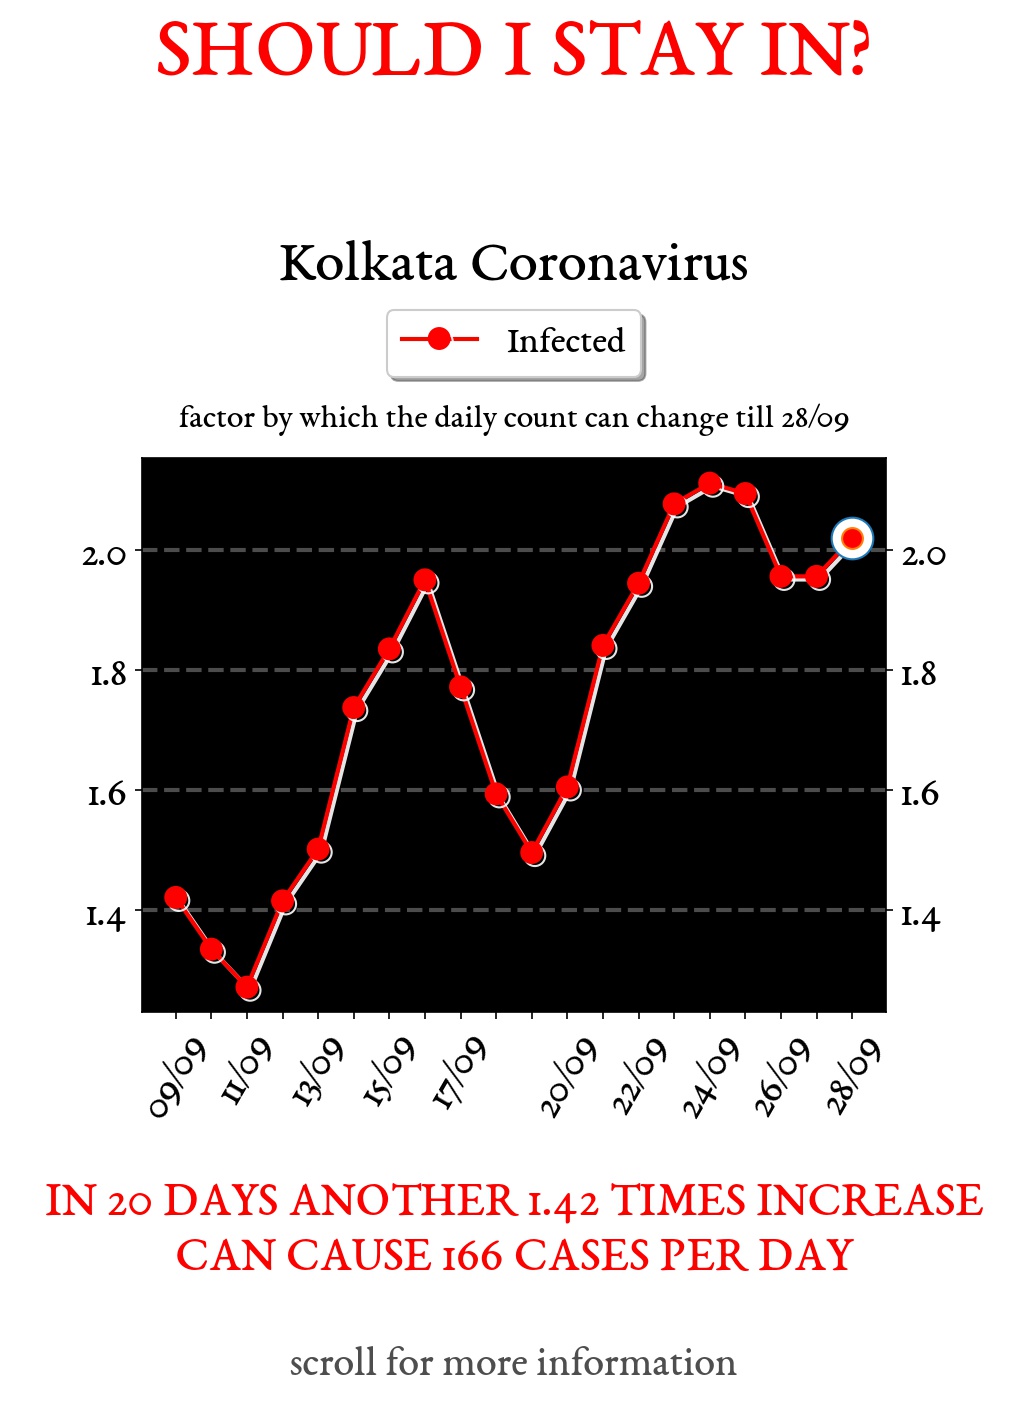 SHOULD I STAY IN?
Kolkata Coronavirus
Infected
factor by which the daily count can change till 28/09
2.0 2.0
1.8 1.8
1.6 1.6
1.4 1.4
09/09 11/09 13/09 15/09 17/09 20/09 22/09 24/09 26/09 28/09
IN 20 DAYS ANOTHER 1.42 TIMES INCREASE
CAN CAUSE 166 CASES PER DAY
scroll for more information